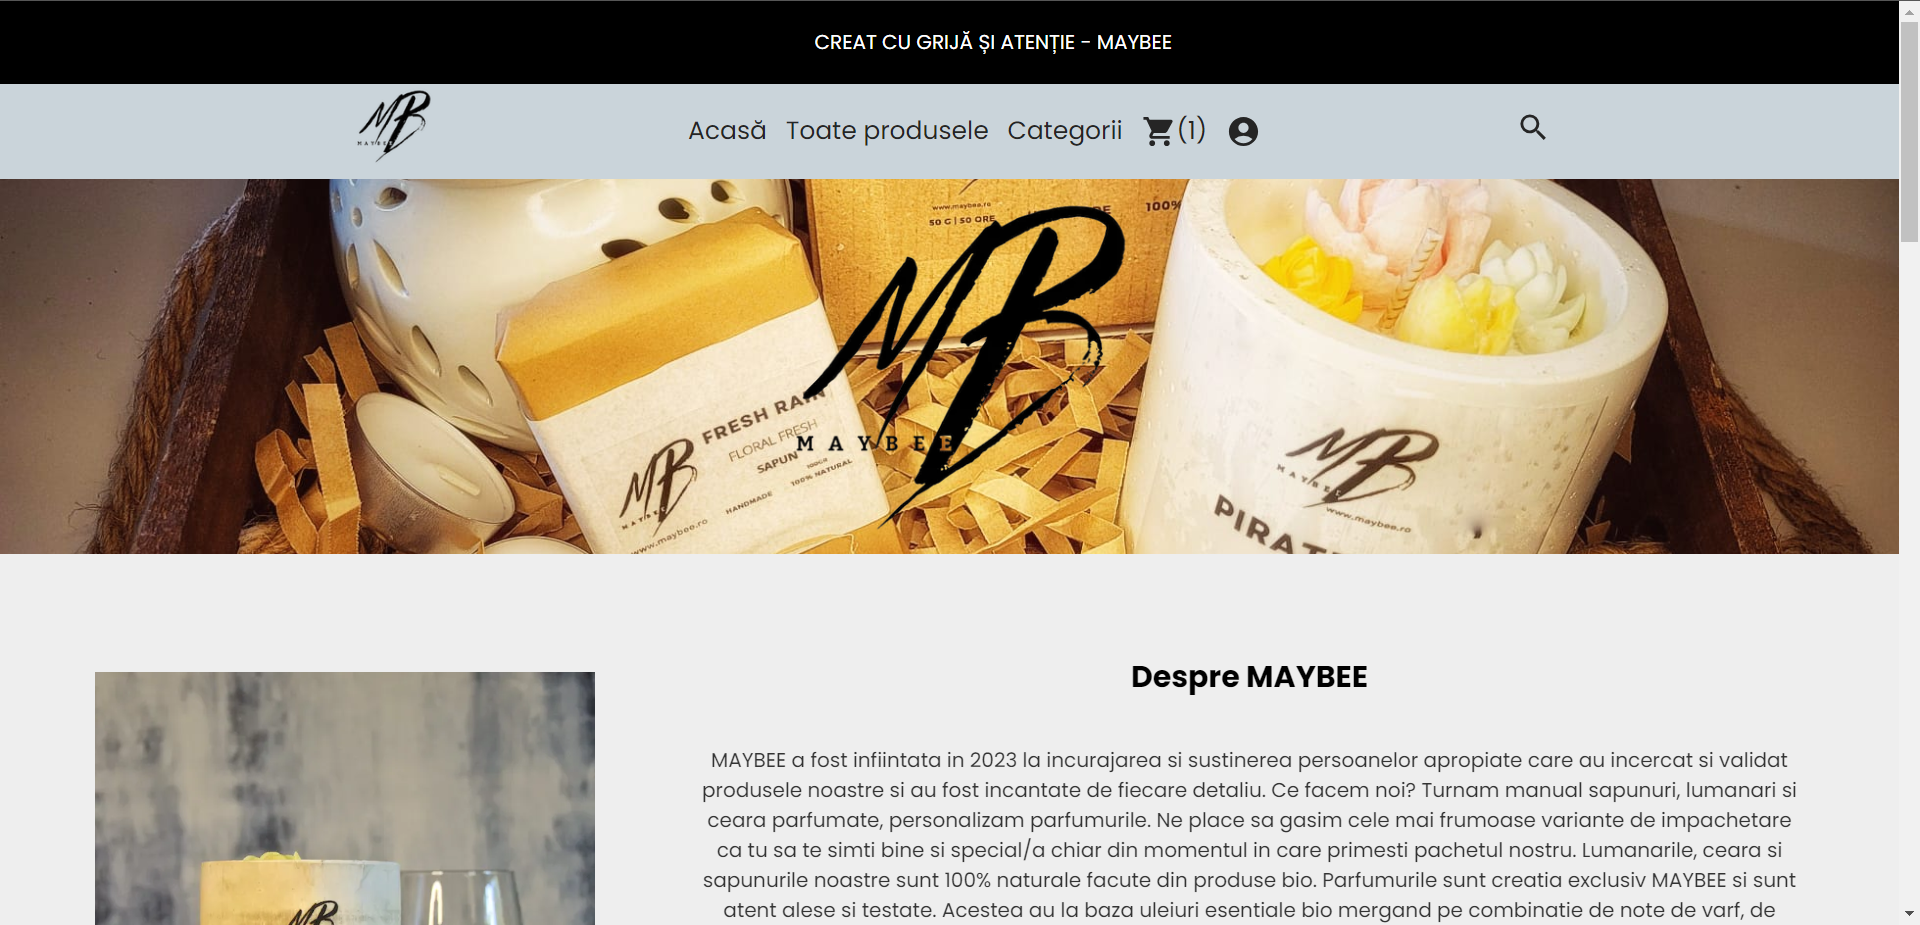 CREAT CU GRIJĂ ȘI ATENȚIE - MAYBEE
MB
MAYBEE
Acasă Toate produsele Categorii (1)
www.maybee.ro
50 G | 50 ORE
100%
MB
MAYBEE
FRESH RAIN
FLORAL FRESH
SAPUN
100GR
HANDMADE
100% NATURAL
MB
MAYBEE
www.maybee.ro
MB
MAYBEE
www.maybee.ro
PIRAT
Despre MAYBEE
MAYBEE a fost infiintata in 2023 la incurajarea si sustinerea persoanelor apropiate care au incercat si validat
produsele noastre si au fost incantate de fiecare detaliu. Ce facem noi? Turnam manual sapunuri, lumanari si
ceara parfumate, personalizam parfumurile. Ne place sa gasim cele mai frumoase variante de impachetare
ca tu sa te simti bine si special/a chiar din momentul in care primesti pachetul nostru. Lumanarile, ceara si
sapunurile noastre sunt 100% naturale facute din produse bio. Parfumurile sunt creatia exclusiv MAYBEE si sunt
atent alese si testate. Acestea au la baza uleiuri esentiale bio mergand pe combinatie de note de varf, de
MB